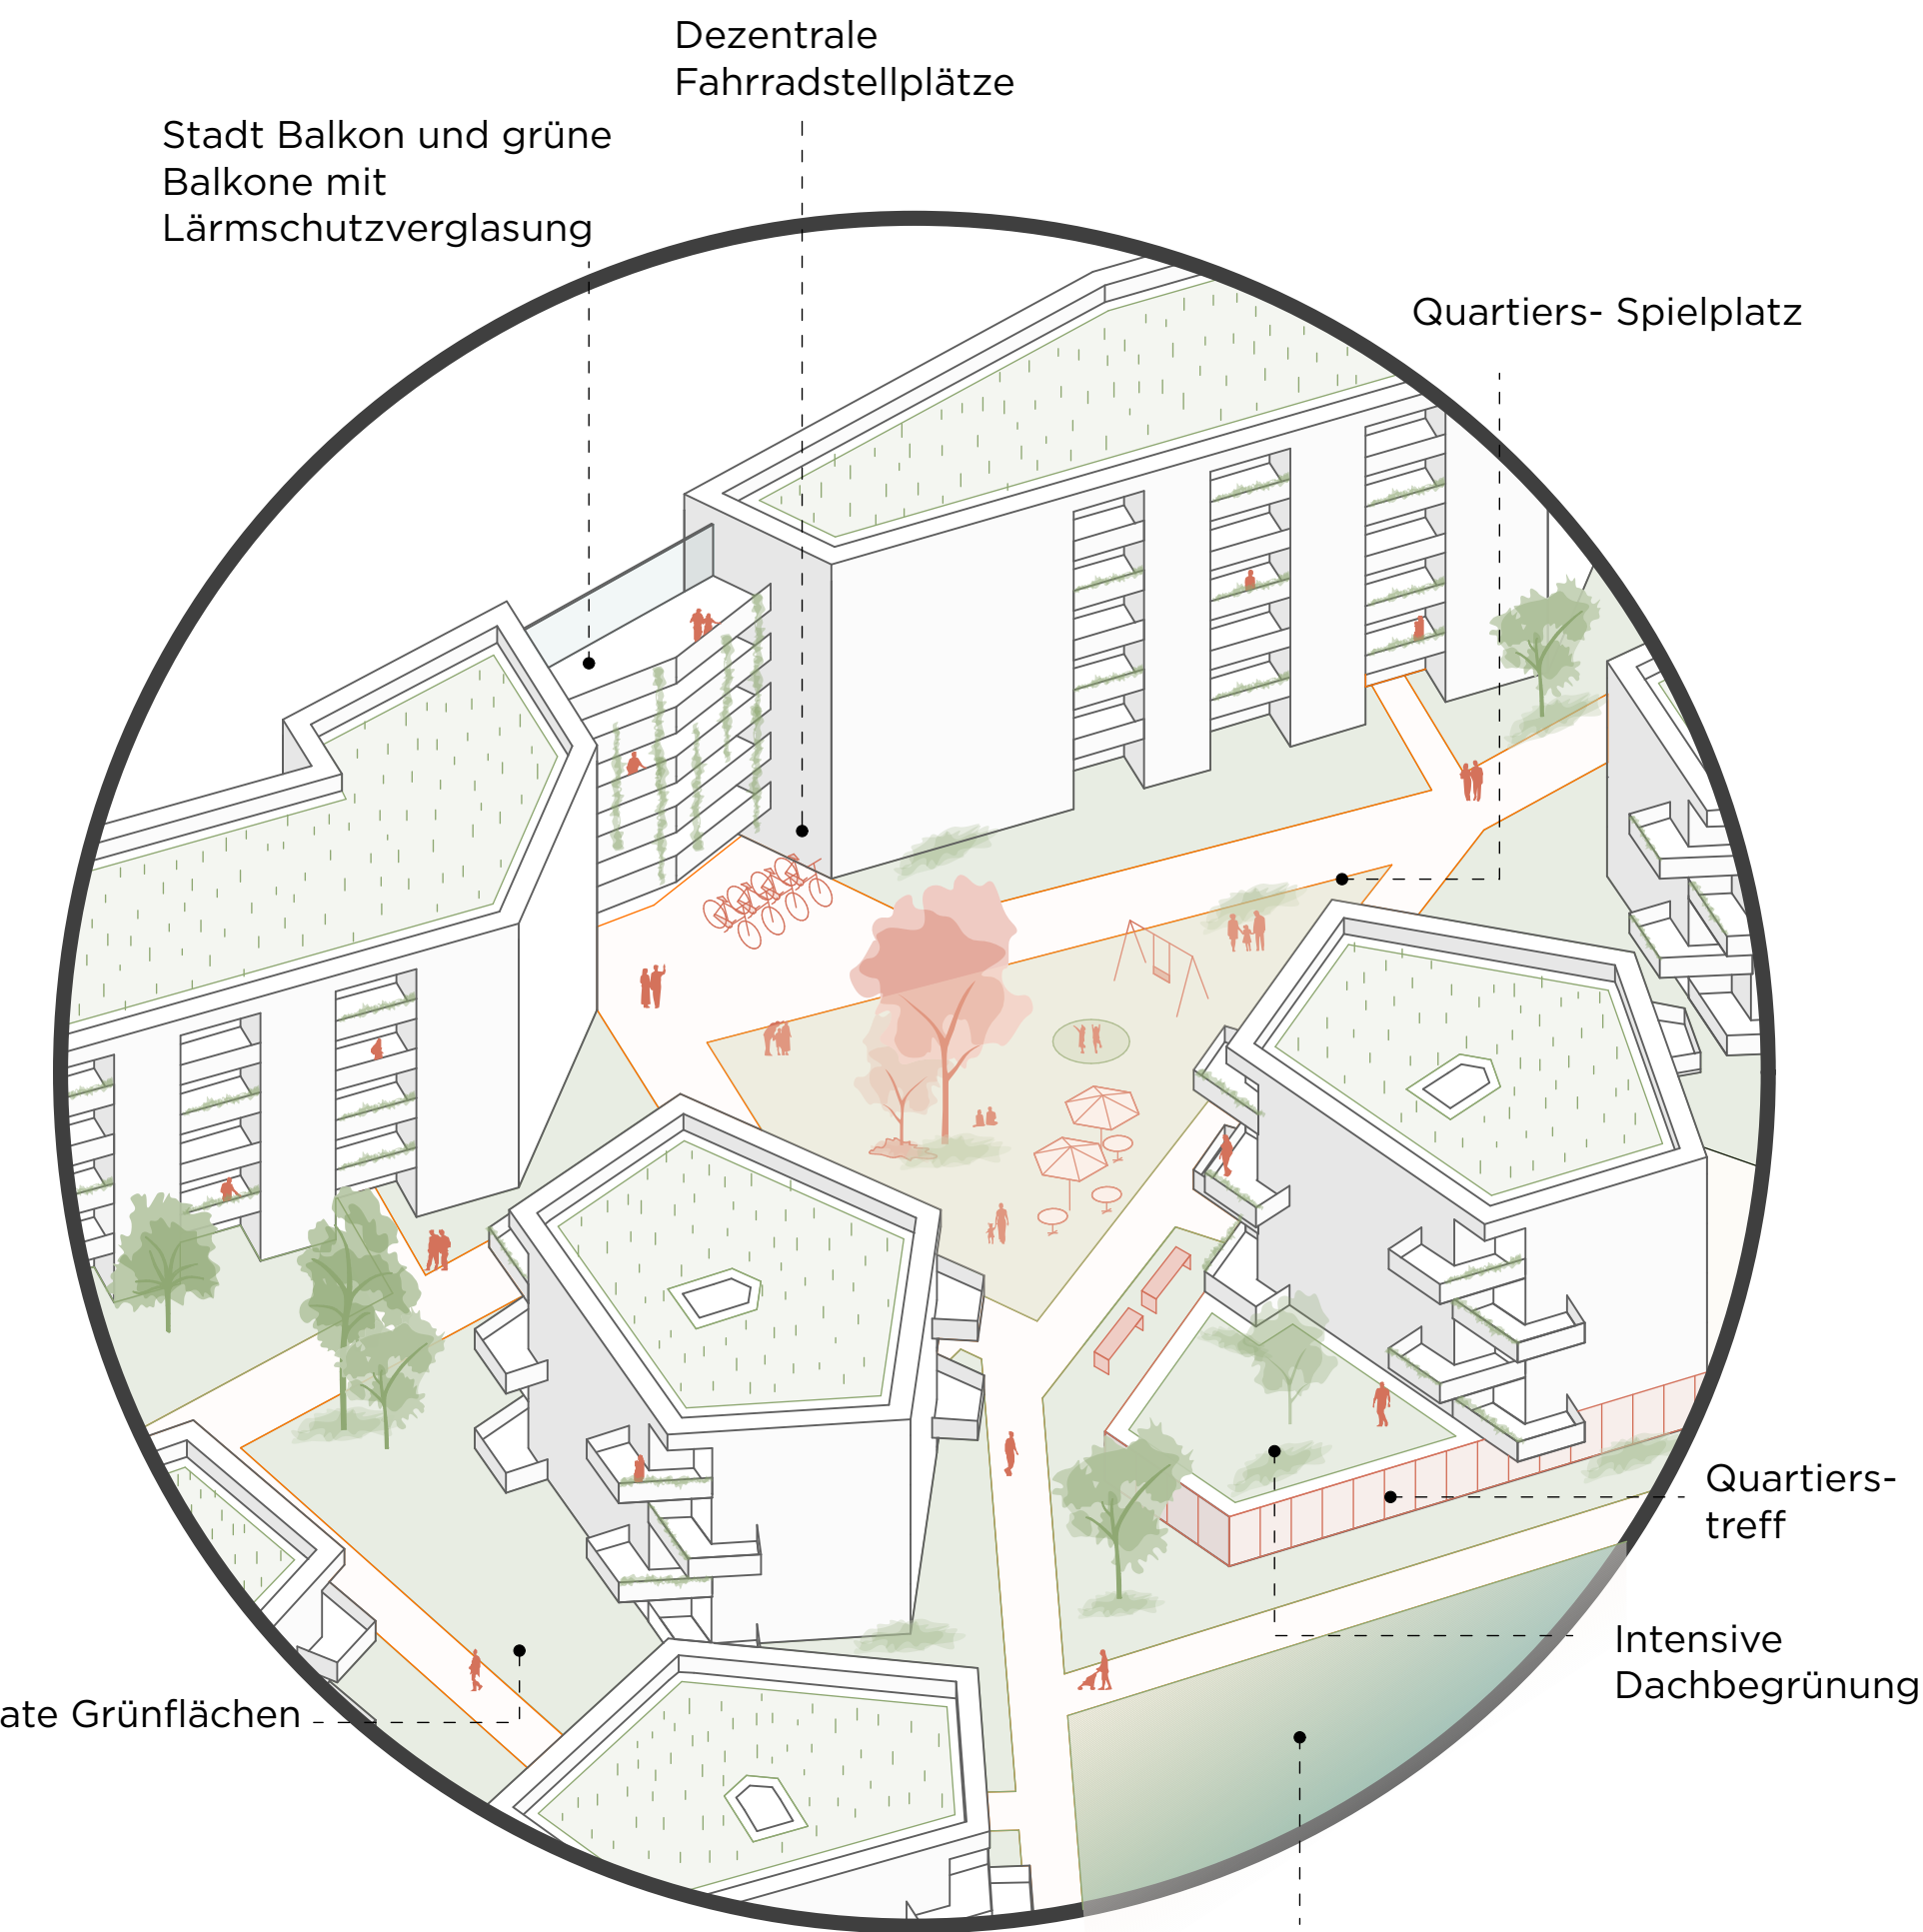 Dezentrale
Fahrradstellplätze
Stadt Balkon und grüne
Balkone mit
Lärmschutzverglasung
Quartiers- Spielplatz
Quartiers-
treff
Intensive
Dachbegrünung
ate Grünflächen